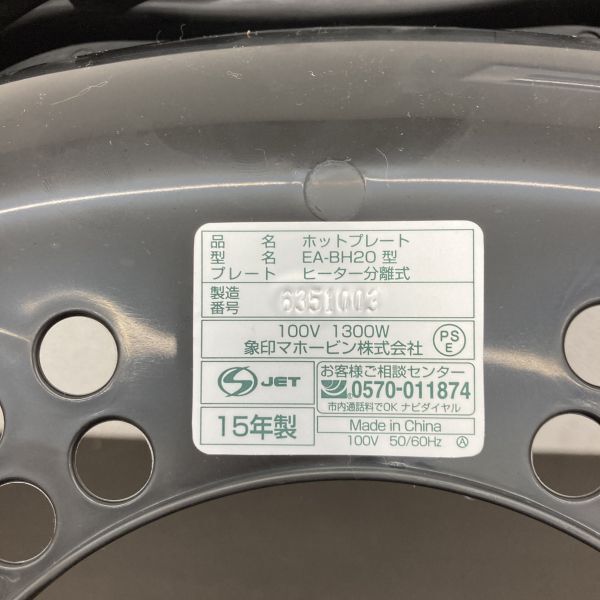 品名 ホットプレート
型名 EA-BH20 型
プレート ヒーター分離式
製造番号 6351003
100V 1300W
象印マホービン株式会社
PS E
S JET
お客様ご相談センター
0570-011874
市内通話料でOK ナビダイヤル
15年製
Made in China
100V 50/60Hz Ⓐ